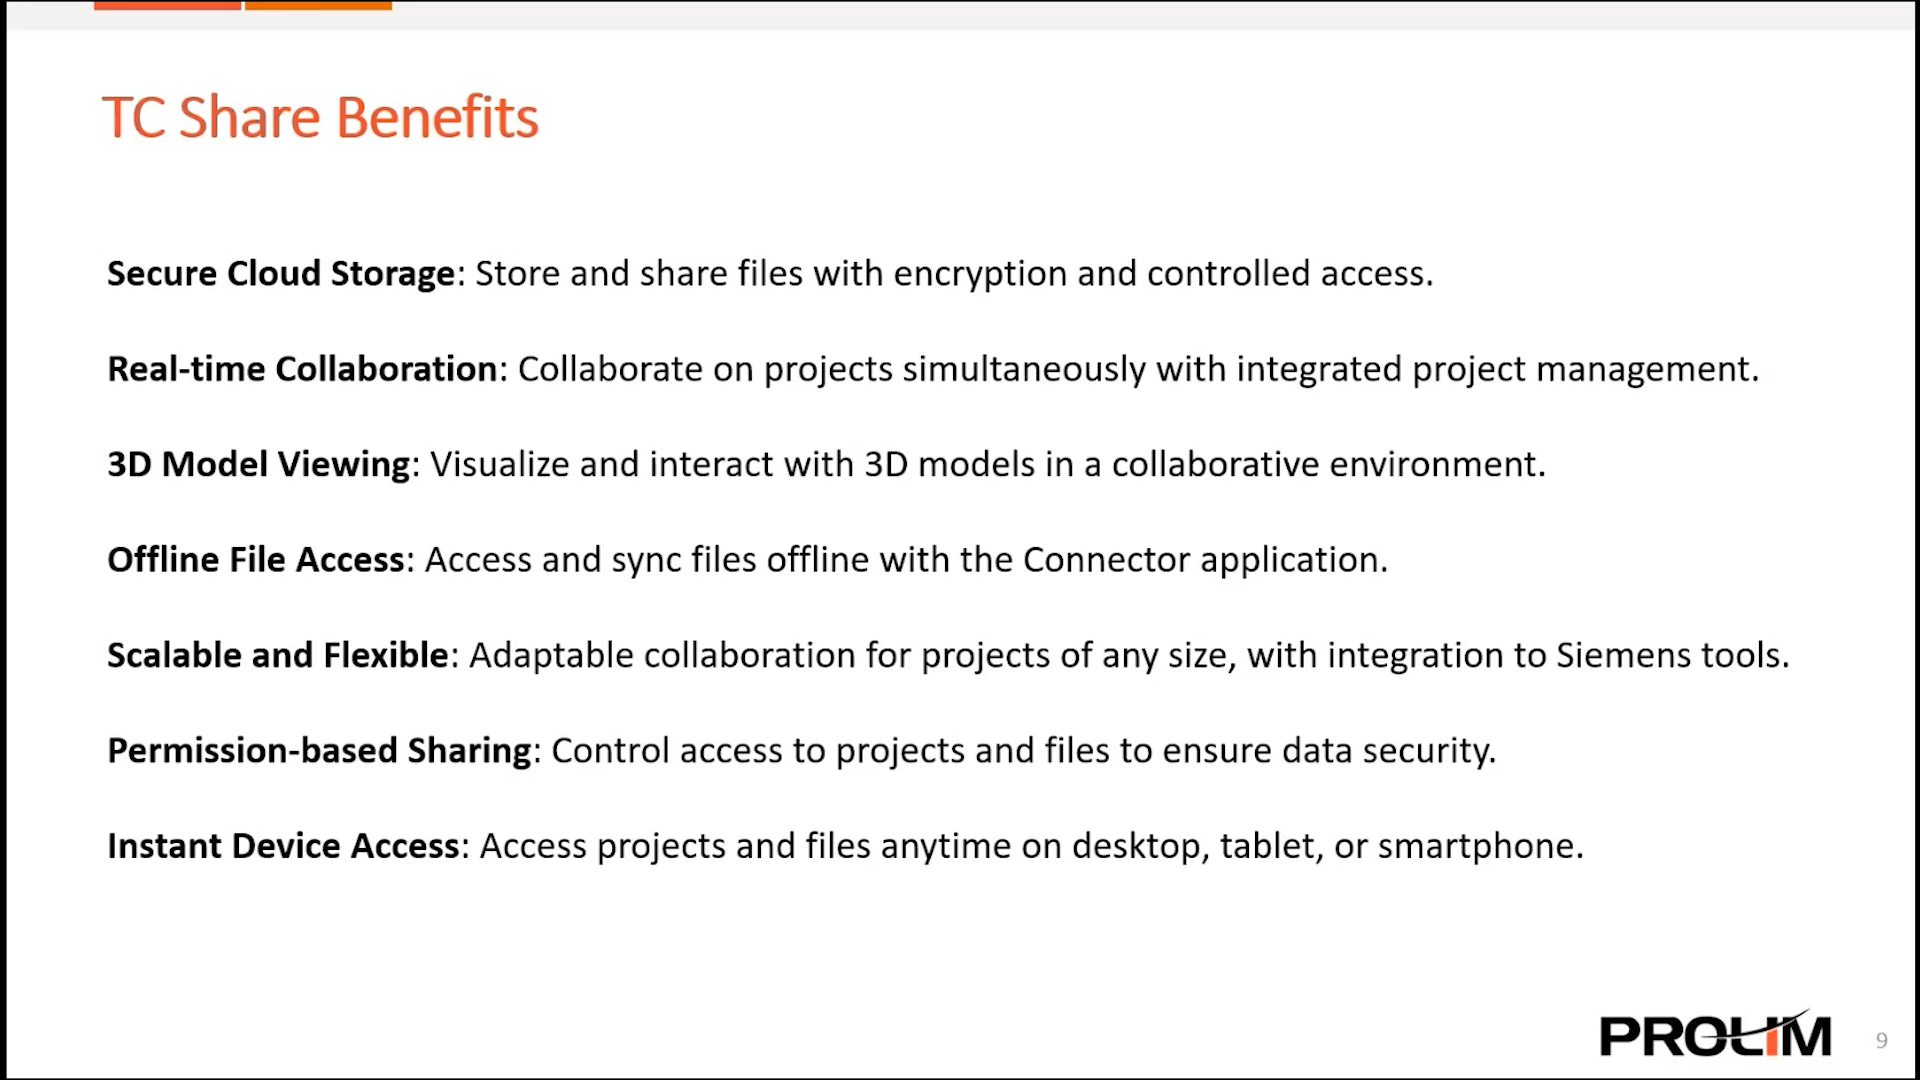 TC Share Benefits
Secure Cloud Storage: Store and share files with encryption and controlled access.
Real-time Collaboration: Collaborate on projects simultaneously with integrated project management.
3D Model Viewing: Visualize and interact with 3D models in a collaborative environment.
Offline File Access: Access and sync files offline with the Connector application.
Scalable and Flexible: Adaptable collaboration for projects of any size, with integration to Siemens tools.
Permission-based Sharing: Control access to projects and files to ensure data security.
Instant Device Access: Access projects and files anytime on desktop, tablet, or smartphone.
PROLIM
9